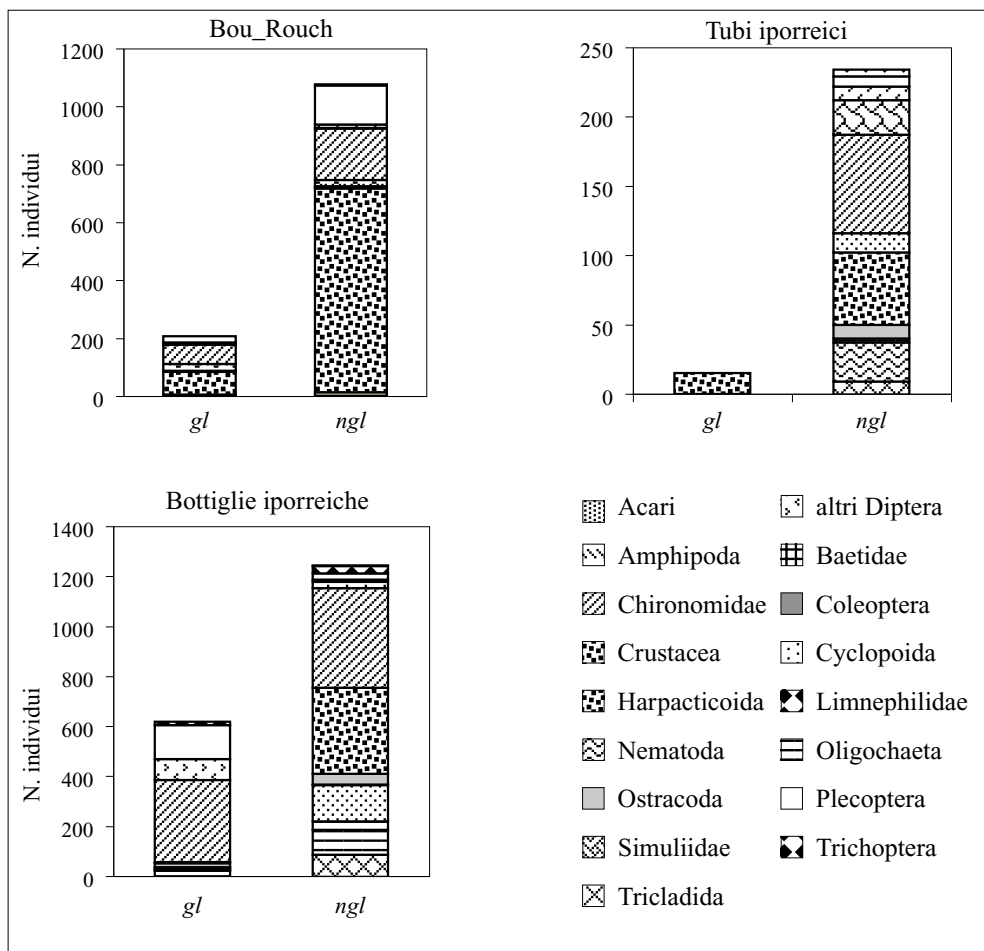 Bou_Rouch
1200
1000
800
600
400
200
0
N. individui
gl
ngl
Tubi iporreici
250
200
150
100
50
0
gl
ngl
Bottiglie iporreiche
1400
1200
1000
800
600
400
200
0
N. individui
gl
ngl
Acari
altri Diptera
Amphipoda
Baetidae
Chironomidae
Coleoptera
Crustacea
Cyclopoida
Harpacticoida
Limnephilidae
Nematoda
Oligochaeta
Ostracoda
Plecoptera
Simuliidae
Trichoptera
Tricladida